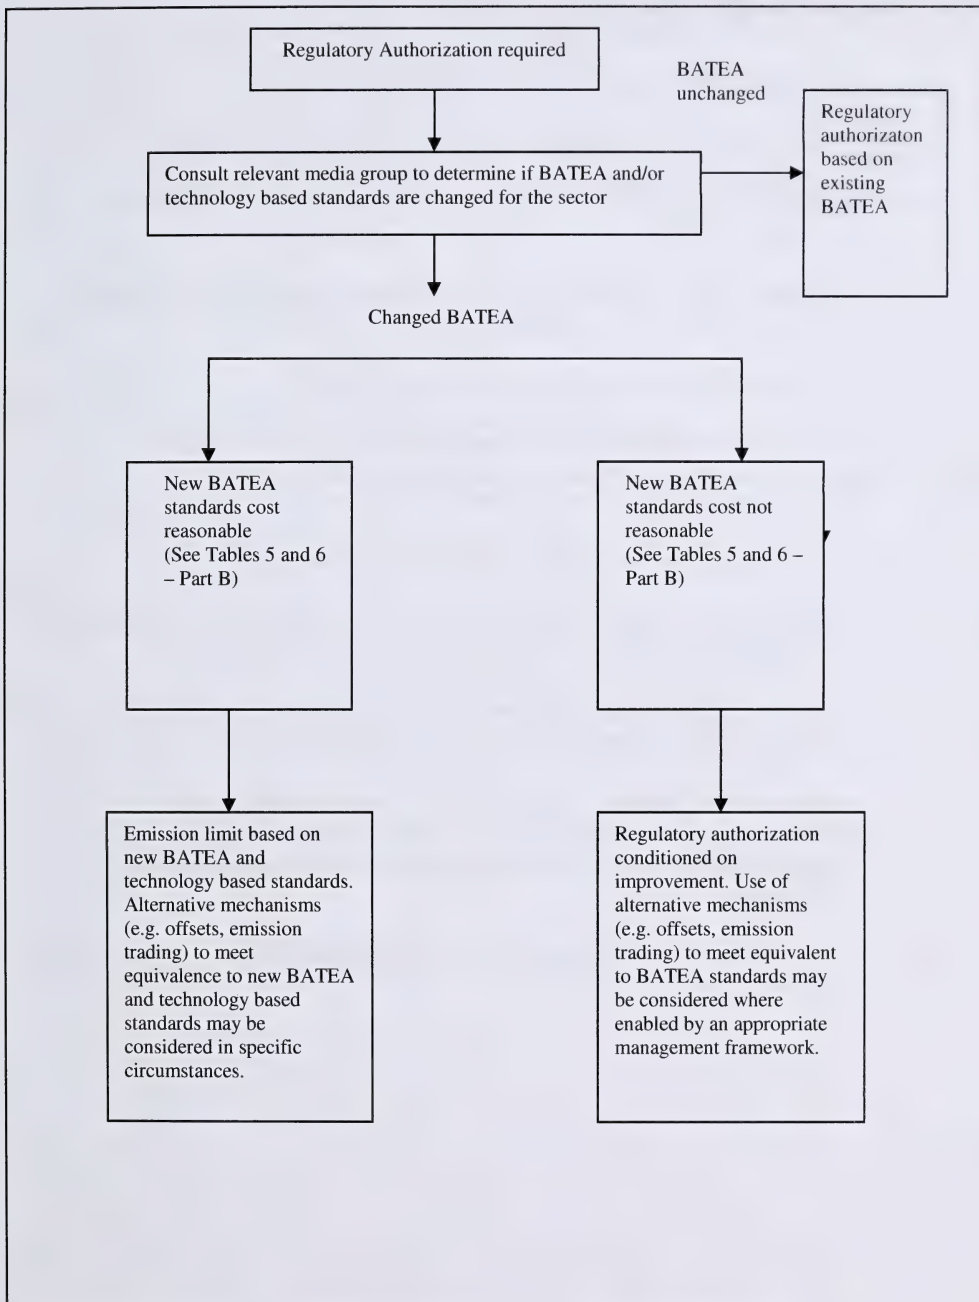 Regulatory Authorization required
BATEA
unchanged
Regulatory
authorizaton
based on
existing
BATEA
Consult relevant media group to determine if BATEA and/or
technology based standards are changed for the sector
Changed BATEA
New BATEA
standards cost
reasonable
(See Tables 5 and 6
– Part B)
New BATEA
standards cost not
reasonable
(See Tables 5 and 6 –
Part B)
Emission limit based on
new BATEA and
technology based standards.
Alternative mechanisms
(e.g. offsets, emission
trading) to meet
equivalence to new BATEA
and technology based
standards may be
considered in specific
circumstances.
Regulatory authorization
conditioned on
improvement. Use of
alternative mechanisms
(e.g. offsets, emission
trading) to meet equivalent
to BATEA standards may
be considered where
enabled by an appropriate
management framework.